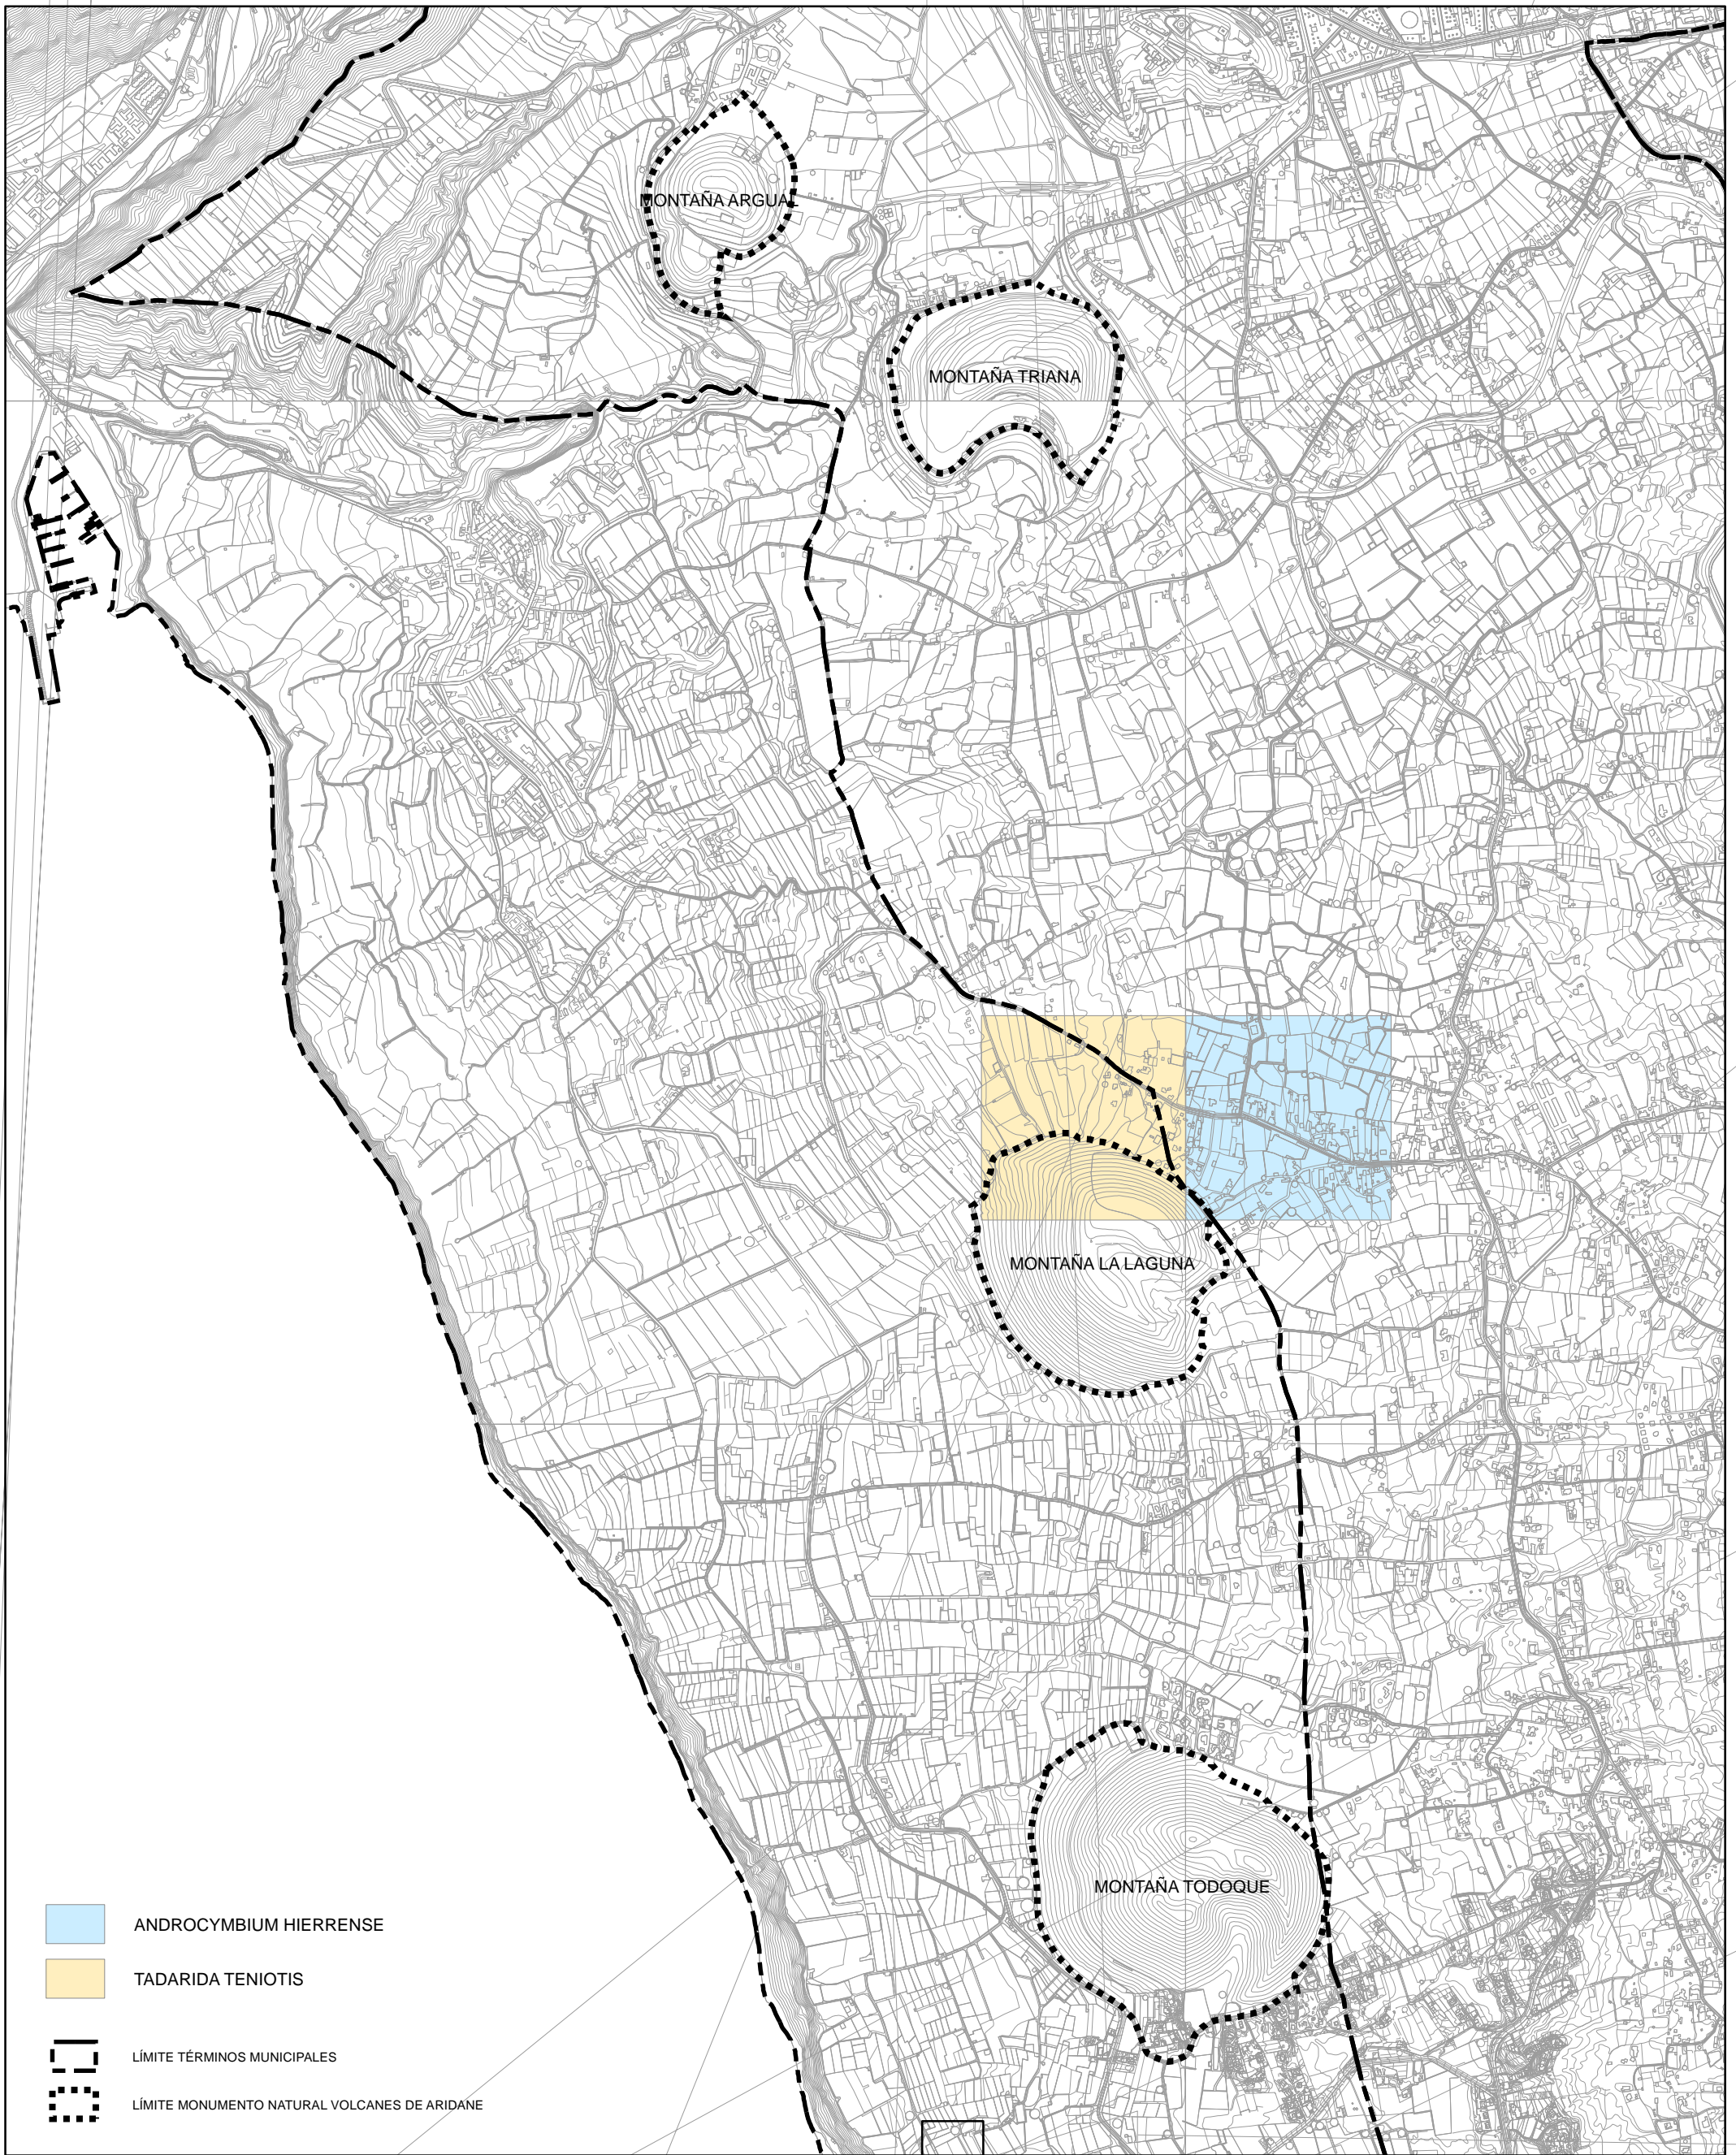 MONTAÑA ARGUAL
MONTAÑA TRIANA
MONTAÑA LA LAGUNA
MONTAÑA TODOQUE
ANDROCYMBIUM HIERRENSE
TADARIDA TENIOTIS
LÍMITE TÉRMINOS MUNICIPALES
LÍMITE MONUMENTO NATURAL VOLCANES DE ARIDANE